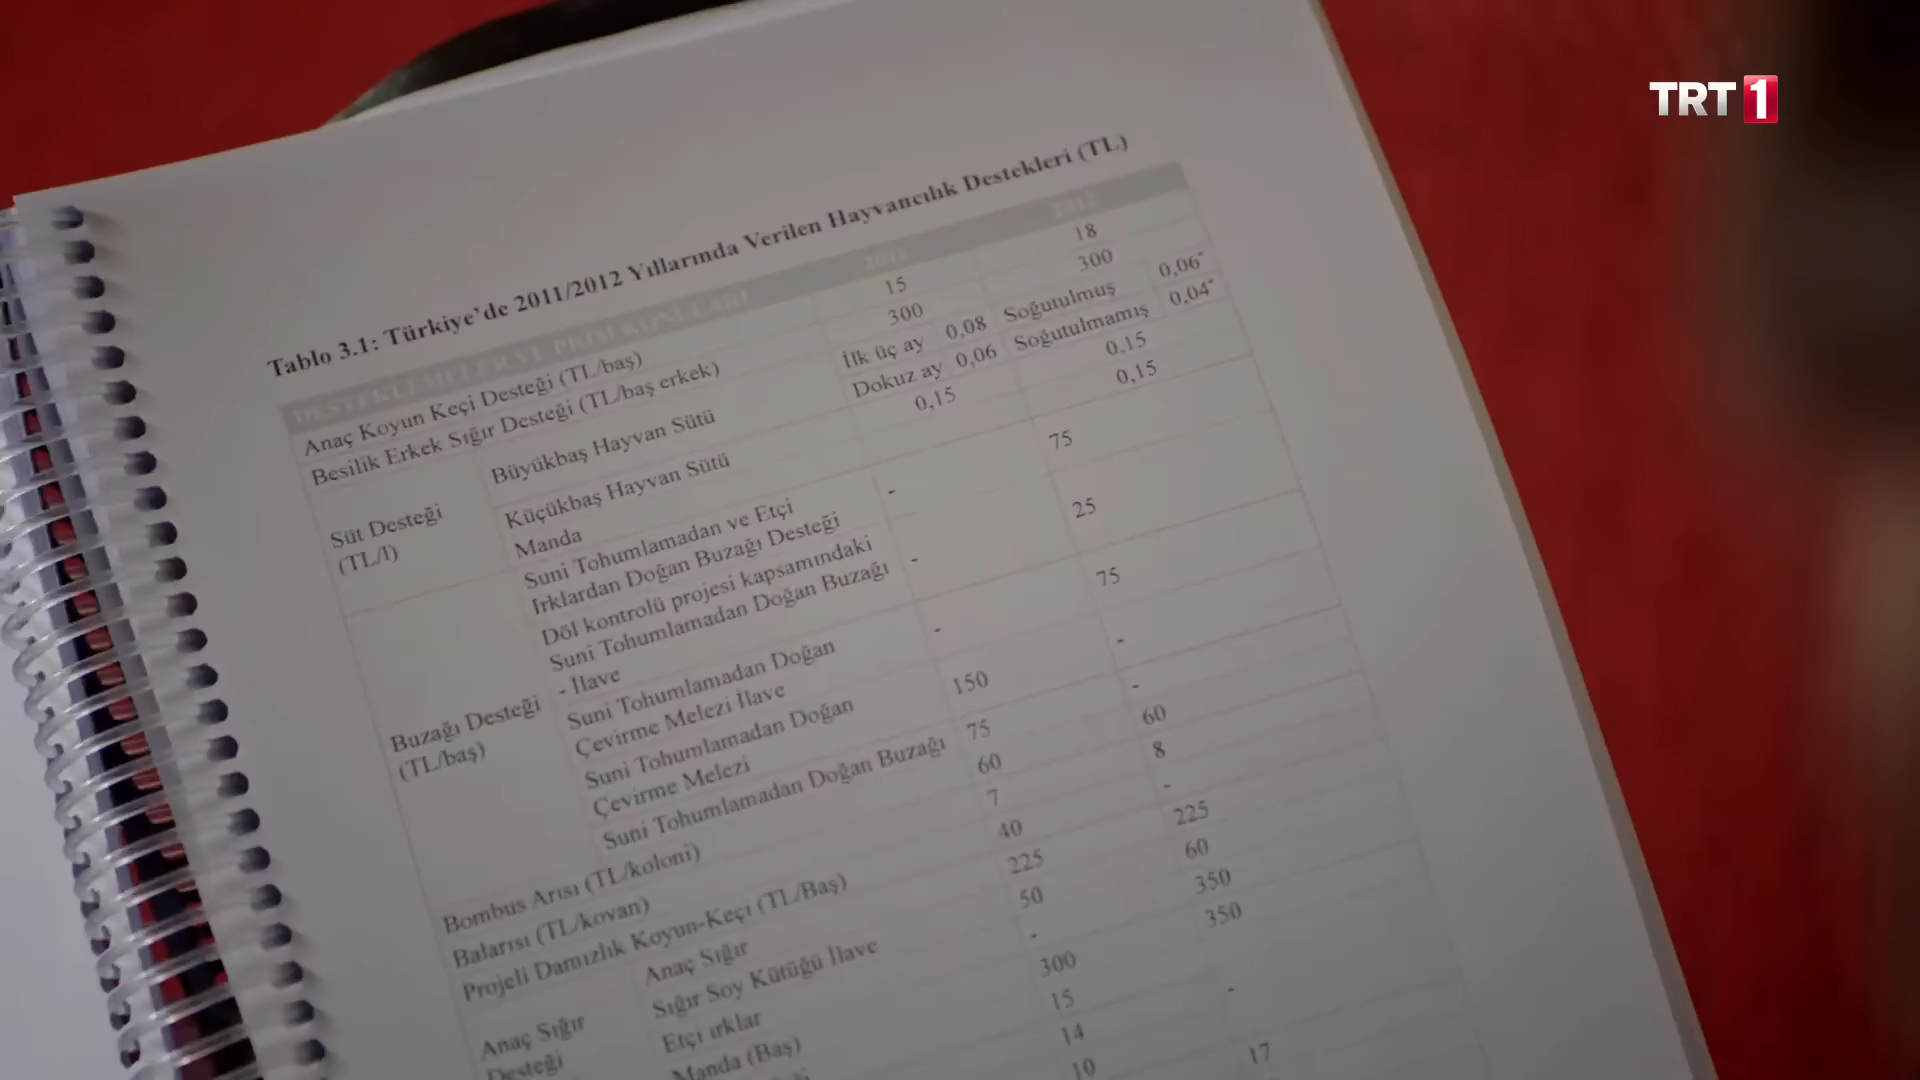 TRT 1
Tablo 3.1: Türkiye’de 2011/2012 Yıllarında Verilen Hayvancılık Destekleri (TL)
DESTEKLEMELER VE PRİM KONULARI 2011 2012
Anaç Koyun Keçi Desteği (TL/baş) 15 18
Besilik Erkek Sığır Desteği (TL/baş erkek) 300 300
Süt Desteği
(TL/l)
Büyükbaş Hayvan Sütü
İlk üç ay 0,08 Soğutulmuş 0,06*
Dokuz ay 0,06 Soğutulmamış 0,04*
Küçükbaş Hayvan Sütü 0,15 0,15
Manda 0,15
Buzağı Desteği
(TL/baş)
Suni Tohumlamadan ve Etçi
Irklardan Doğan Buzağı Desteği - 75
Döl kontrolü projesi kapsamındaki
Suni Tohumlamadan Doğan Buzağı
- İlave - 25
Suni Tohumlamadan Doğan
Çevirme Melezi İlave - 75
Suni Tohumlamadan Doğan
Çevirme Melezi 150 -
Suni Tohumlamadan Doğan Buzağı 75 -
Bombus Arısı (TL/koloni) 60 60
Balarısı (TL/kovan) 7 8
Projeli Damızlık Koyun-Keçi (TL/Baş) 40 -
Anaç Sığır
Desteği
Anaç Sığır 225 225
Sığır Soy Kütüğü İlave 50 60
Etçi ırklar - 350
Manda (Baş) 300 350
15 -
14
10 17